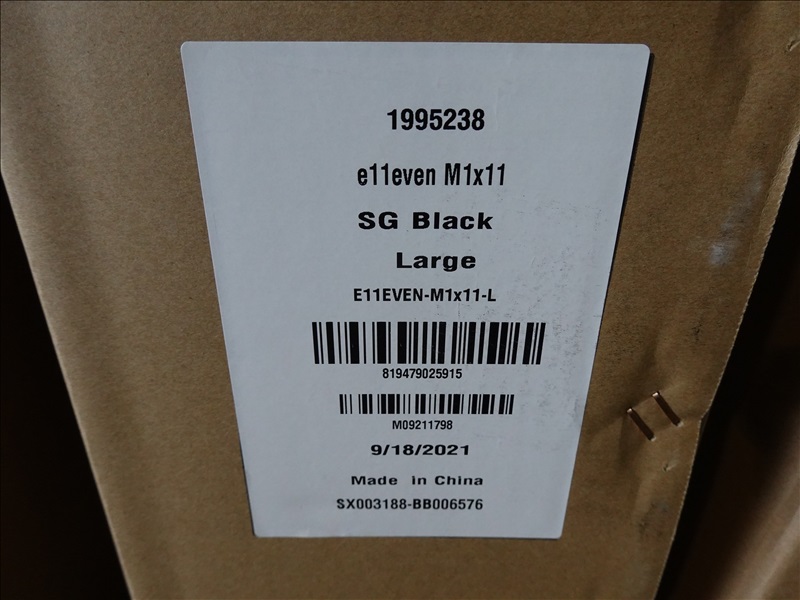 1995238
e11even M1x11
SG Black
Large
E11EVEN-M1x11-L
819479025915
M09211798
9/18/2021
Made in China
SX003188-BB006576